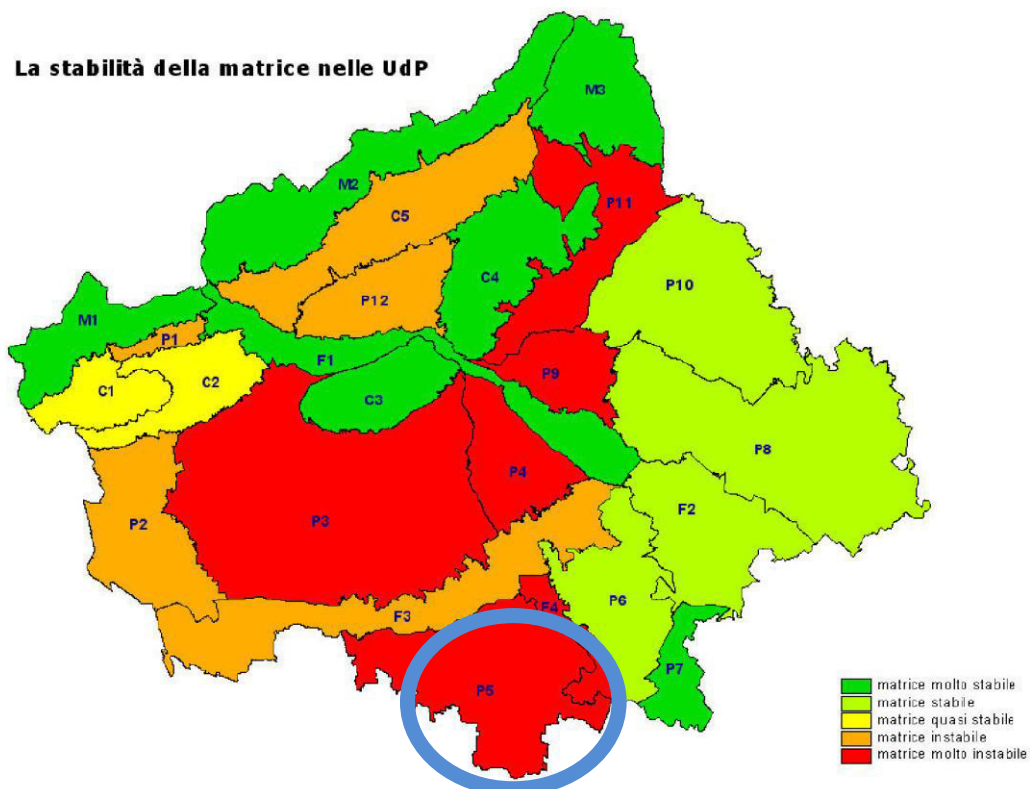 La stabilità della matrice nelle UdP
M3
M2
P11
C5
C4
P10
P12
M1
P1
F1
P9
C2
C1
C3
P8
P4
F2
P3
P2
P6
F4
F3
P7
P5
matrice molto stabile
matrice stabile
matrice quasi stabile
matrice instabile
matrice molto instabile